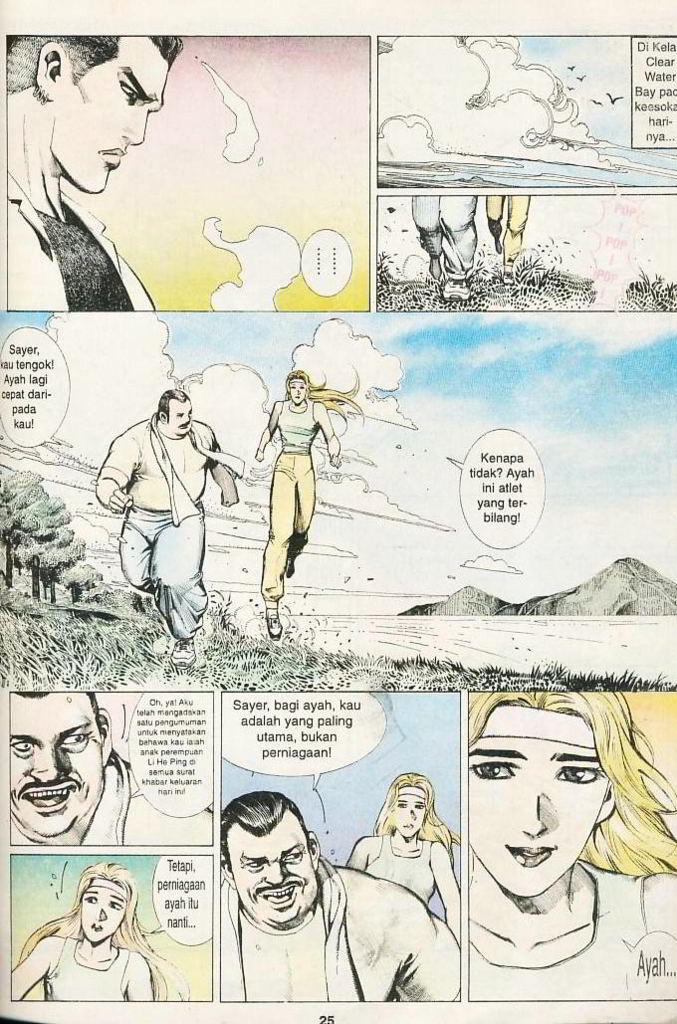 Di Kela
Clear
Water
Bay pad
keesoka
hari-
nya...
POP
!
POP
!
POP
!
Sayer,
kau tengok!
Ayah lagi
cepat dari-
pada
kau!
Kenapa
tidak? Ayah
ini atlet
yang ter-
bilang!
Oh, ya! Aku
telah mengadakan
satu pengumuman
untuk menyatakan
behawa kau ialah
anak perempuan
Li He Ping di
semua surat
khabar keluaran
hari ini!
Sayer, bagi ayah, kau
adalah yang paling
utama, bukan
perniagaan!
Tetapi,
perniagaan
ayah itu
nanti...
Ayah...
25